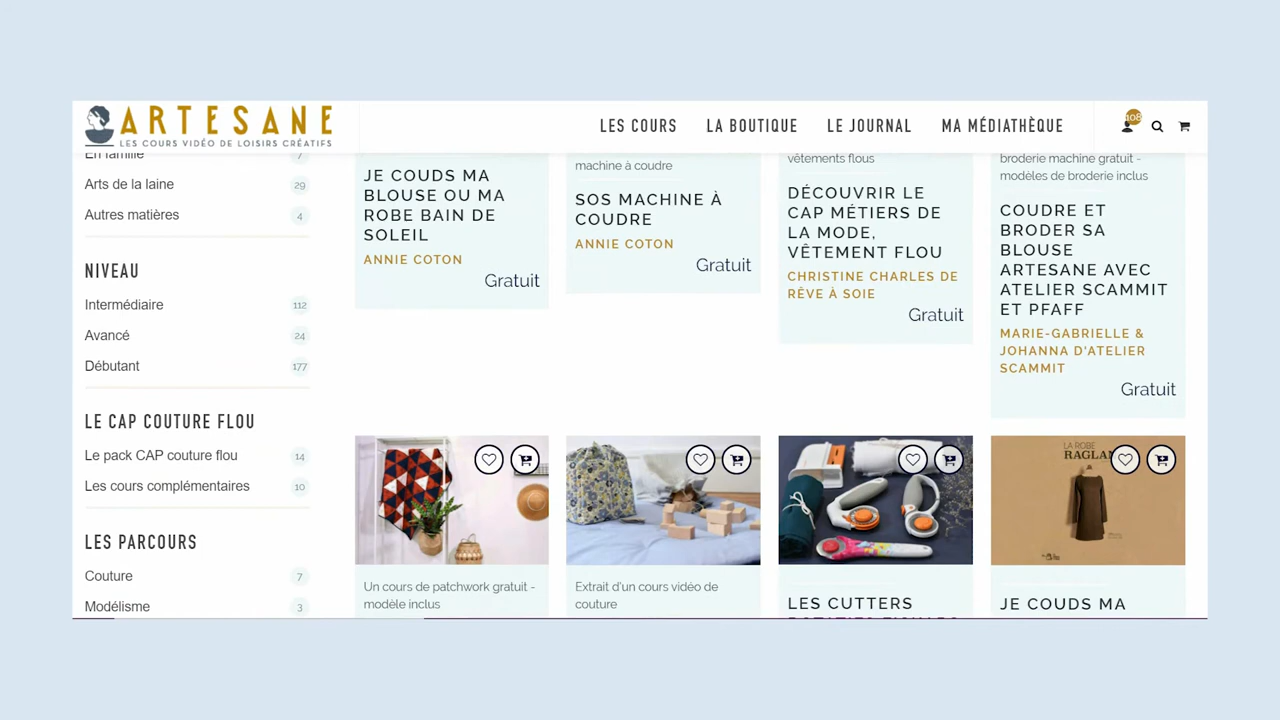 ARTESANE
LES COURS VIDÉO DE LOISIRS CRÉATIFS
LES COURS
LA BOUTIQUE
LE JOURNAL
MA MÉDIATHÈQUE
108
En famille 7
Arts de la laine 29
Autres matières 4
NIVEAU
Intermédiaire 112
Avancé 24
Débutant 177
LE CAP COUTURE FLOU
Le pack CAP couture flou 14
Les cours complémentaires 10
LES PARCOURS
Couture 7
Modélisme 3
JE COUDS MA
BLOUSE OU MA
ROBE BAIN DE
SOLEIL
ANNIE COTON
Gratuit
machine à coudre
SOS MACHINE À
COUDRE
ANNIE COTON
Gratuit
vêtements flous
DÉCOUVRIR LE
CAP MÉTIERS DE
LA MODE,
VÊTEMENT FLOU
CHRISTINE CHARLES DE
RÊVE À SOIE
Gratuit
broderie machine gratuit -
modèles de broderie inclus
COUDRE ET
BRODER SA
BLOUSE
ARTESANE AVEC
ATELIER SCAMMIT
ET PFAFF
MARIE-GABRIELLE &
JOHANNA D'ATELIER
SCAMMIT
Gratuit
Un cours de patchwork gratuit -
modèle inclus
Extrait d'un cours vidéo de
couture
LES CUTTERS
LA ROBE
RAGLAN
JE COUDS MA